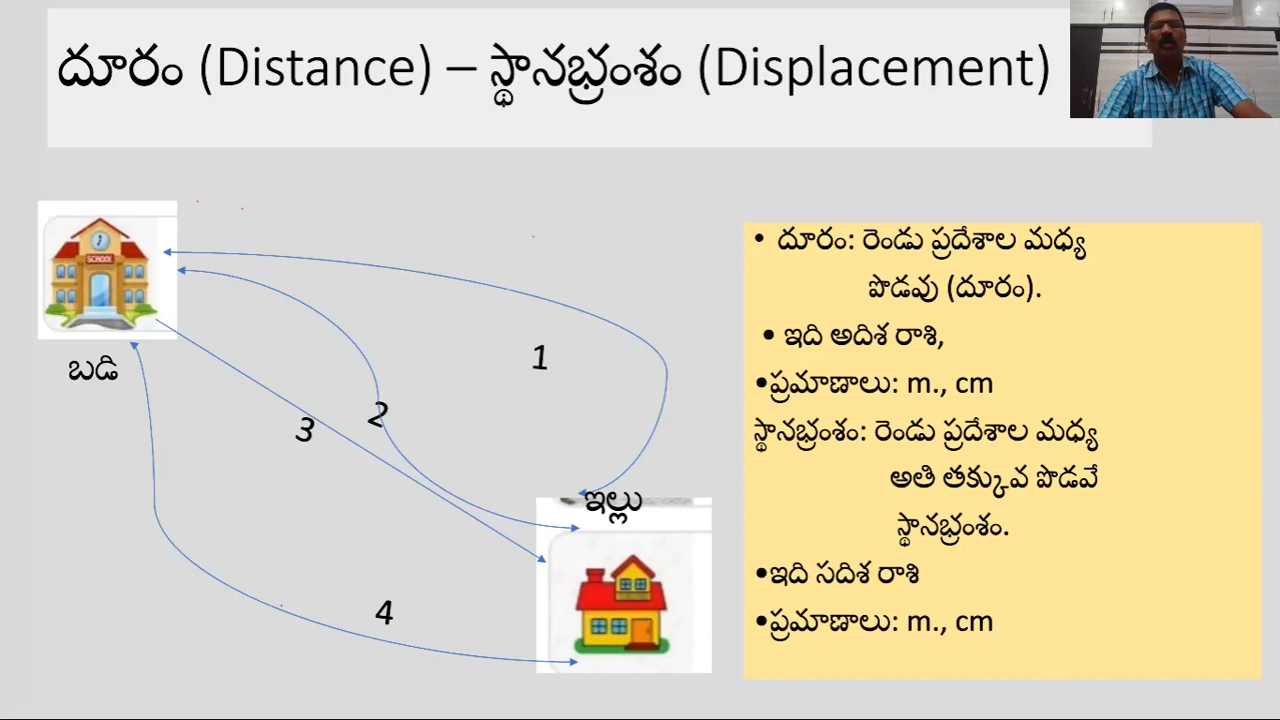 దూరం (Distance) – స్థానభ్రంశం (Displacement)
SCHOOL
బడి
1
2
3
4
ఇల్లు
• దూరం: రెండు ప్రదేశాల మధ్య
పొడవు (దూరం).
• ఇది అదిశ రాశి,
•ప్రమాణాలు: m., cm
స్థానభ్రంశం: రెండు ప్రదేశాల మధ్య
అతి తక్కువ పొడవే
స్థానభ్రంశం.
•ఇది సదిశ రాశి
•ప్రమాణాలు: m., cm